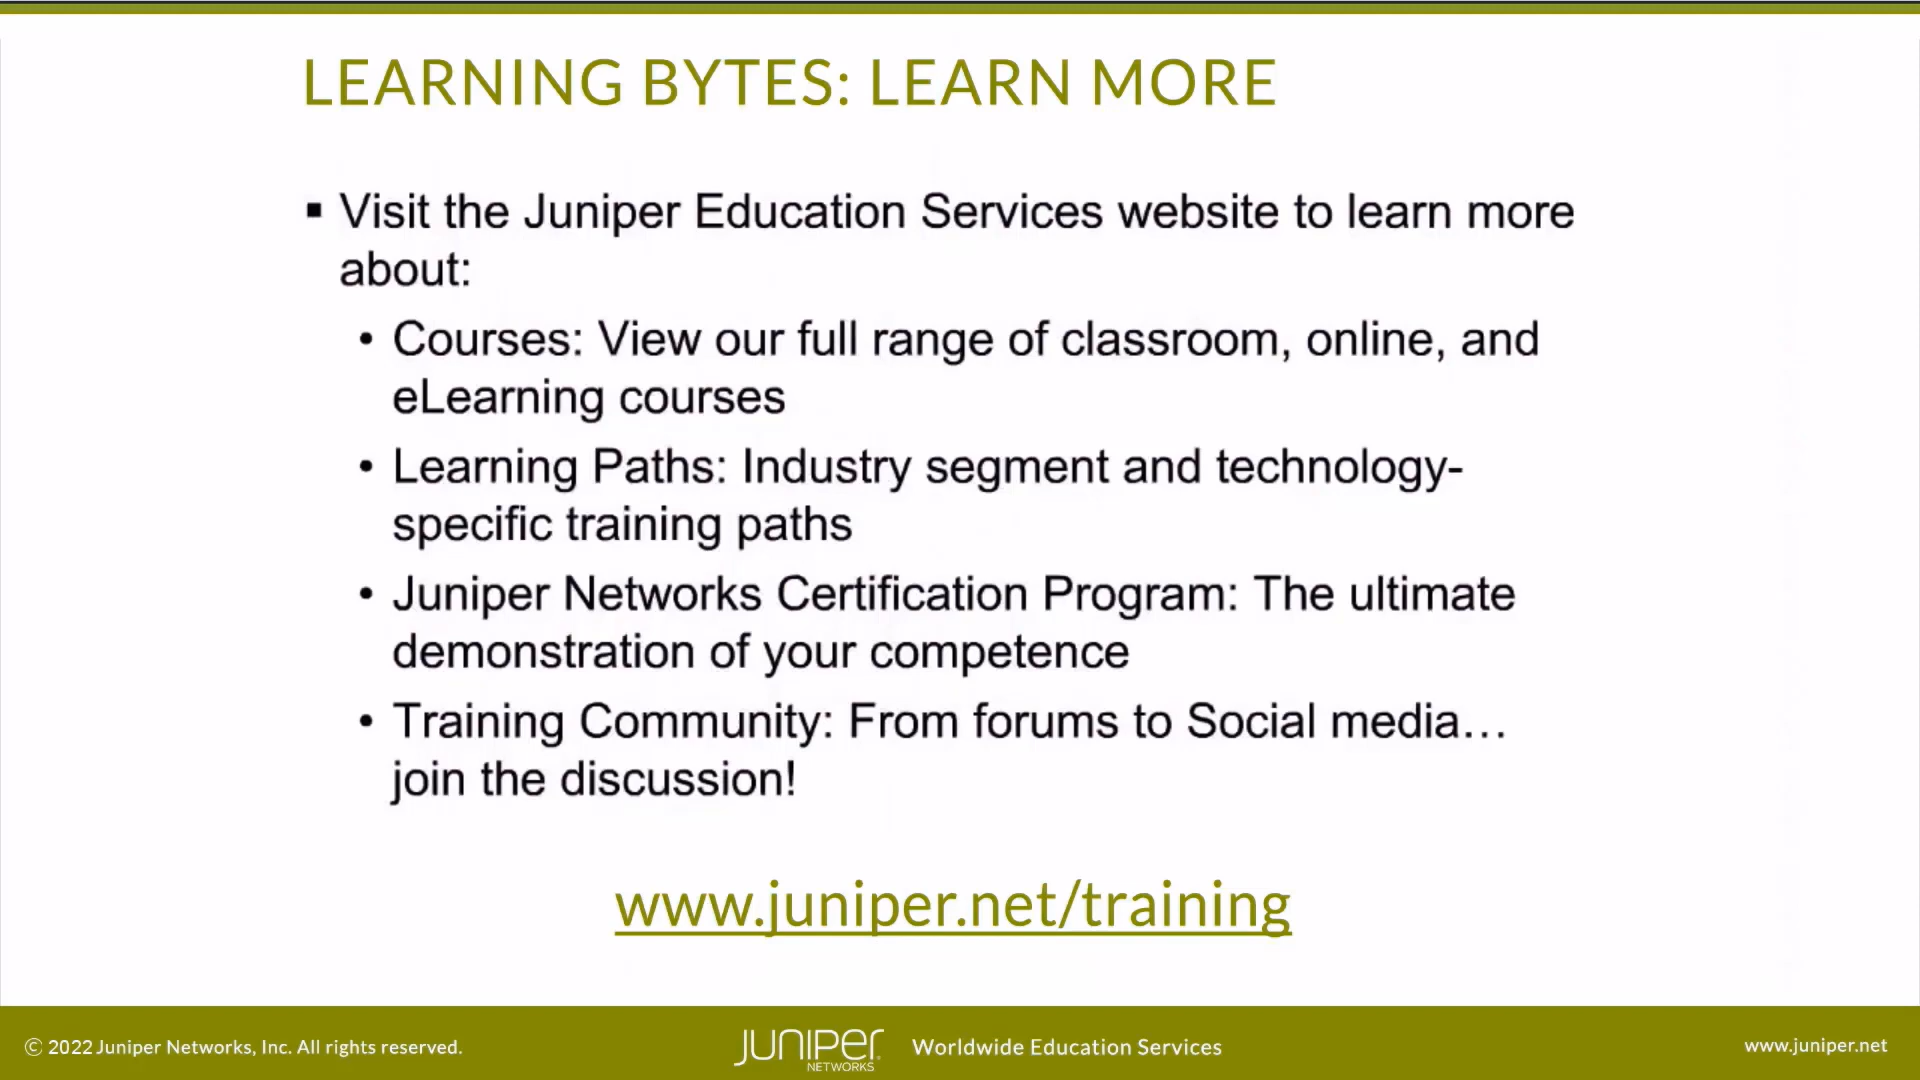 LEARNING BYTES: LEARN MORE
▪ Visit the Juniper Education Services website to learn more
about:
• Courses: View our full range of classroom, online, and
eLearning courses
• Learning Paths: Industry segment and technology-
specific training paths
• Juniper Networks Certification Program: The ultimate
demonstration of your competence
• Training Community: From forums to Social media…
join the discussion!
www.juniper.net/training
© 2022 Juniper Networks, Inc. All rights reserved.
JUNIPER
NETWORKS
Worldwide Education Services
www.juniper.net